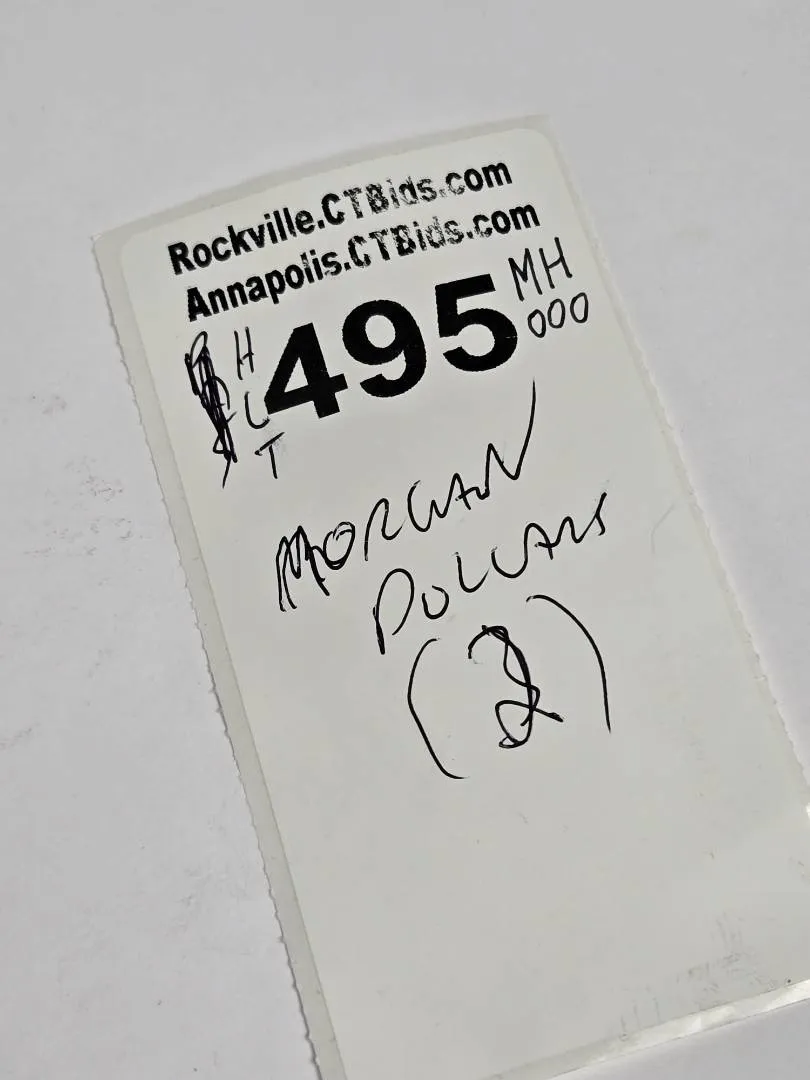 Rockville.CTBids.com
Annapolis.CTBids.com
495
MH
000
H
L
T
MORGAN
DOLLARS
(2)